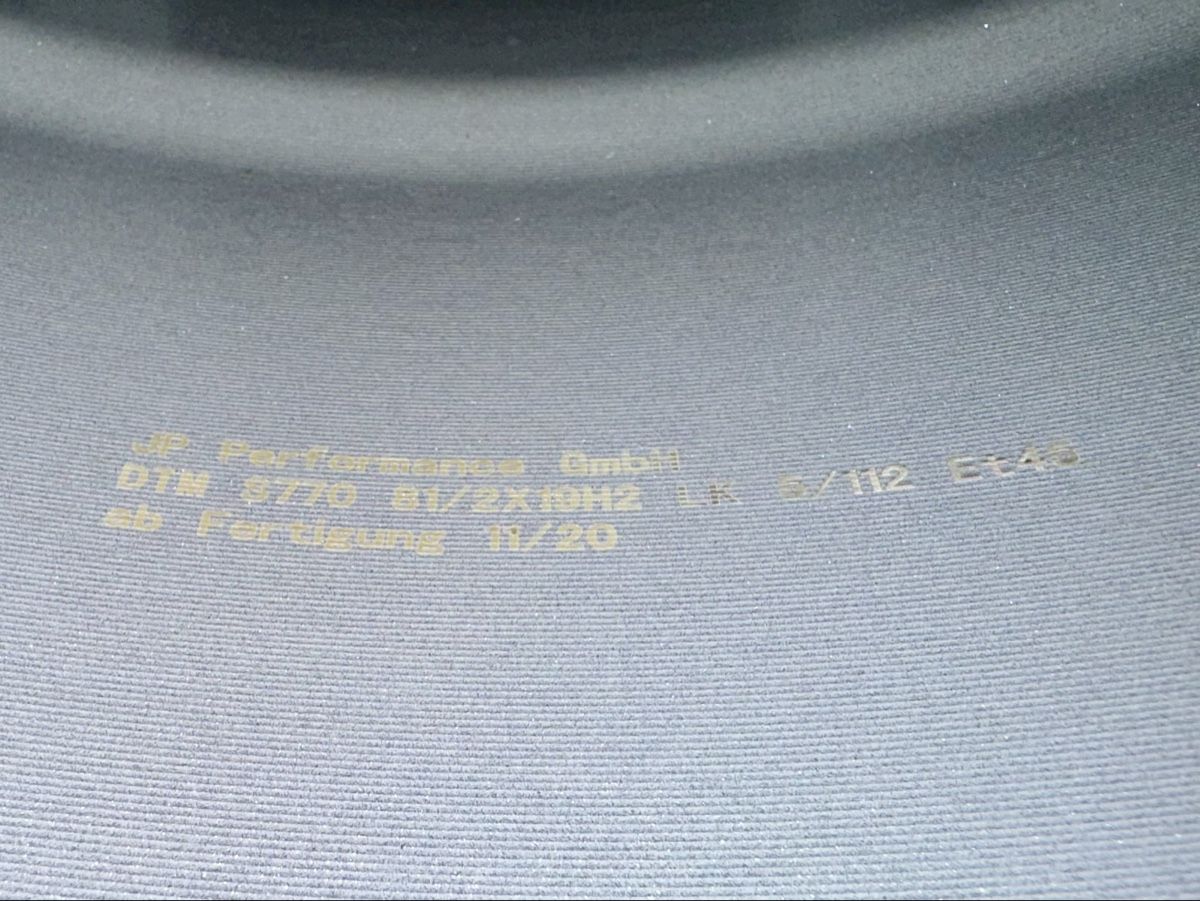 JP Performance GmbH
DTM S770 81/2X19H2 LK 5/112 Et45
ab Fertigung 11/20